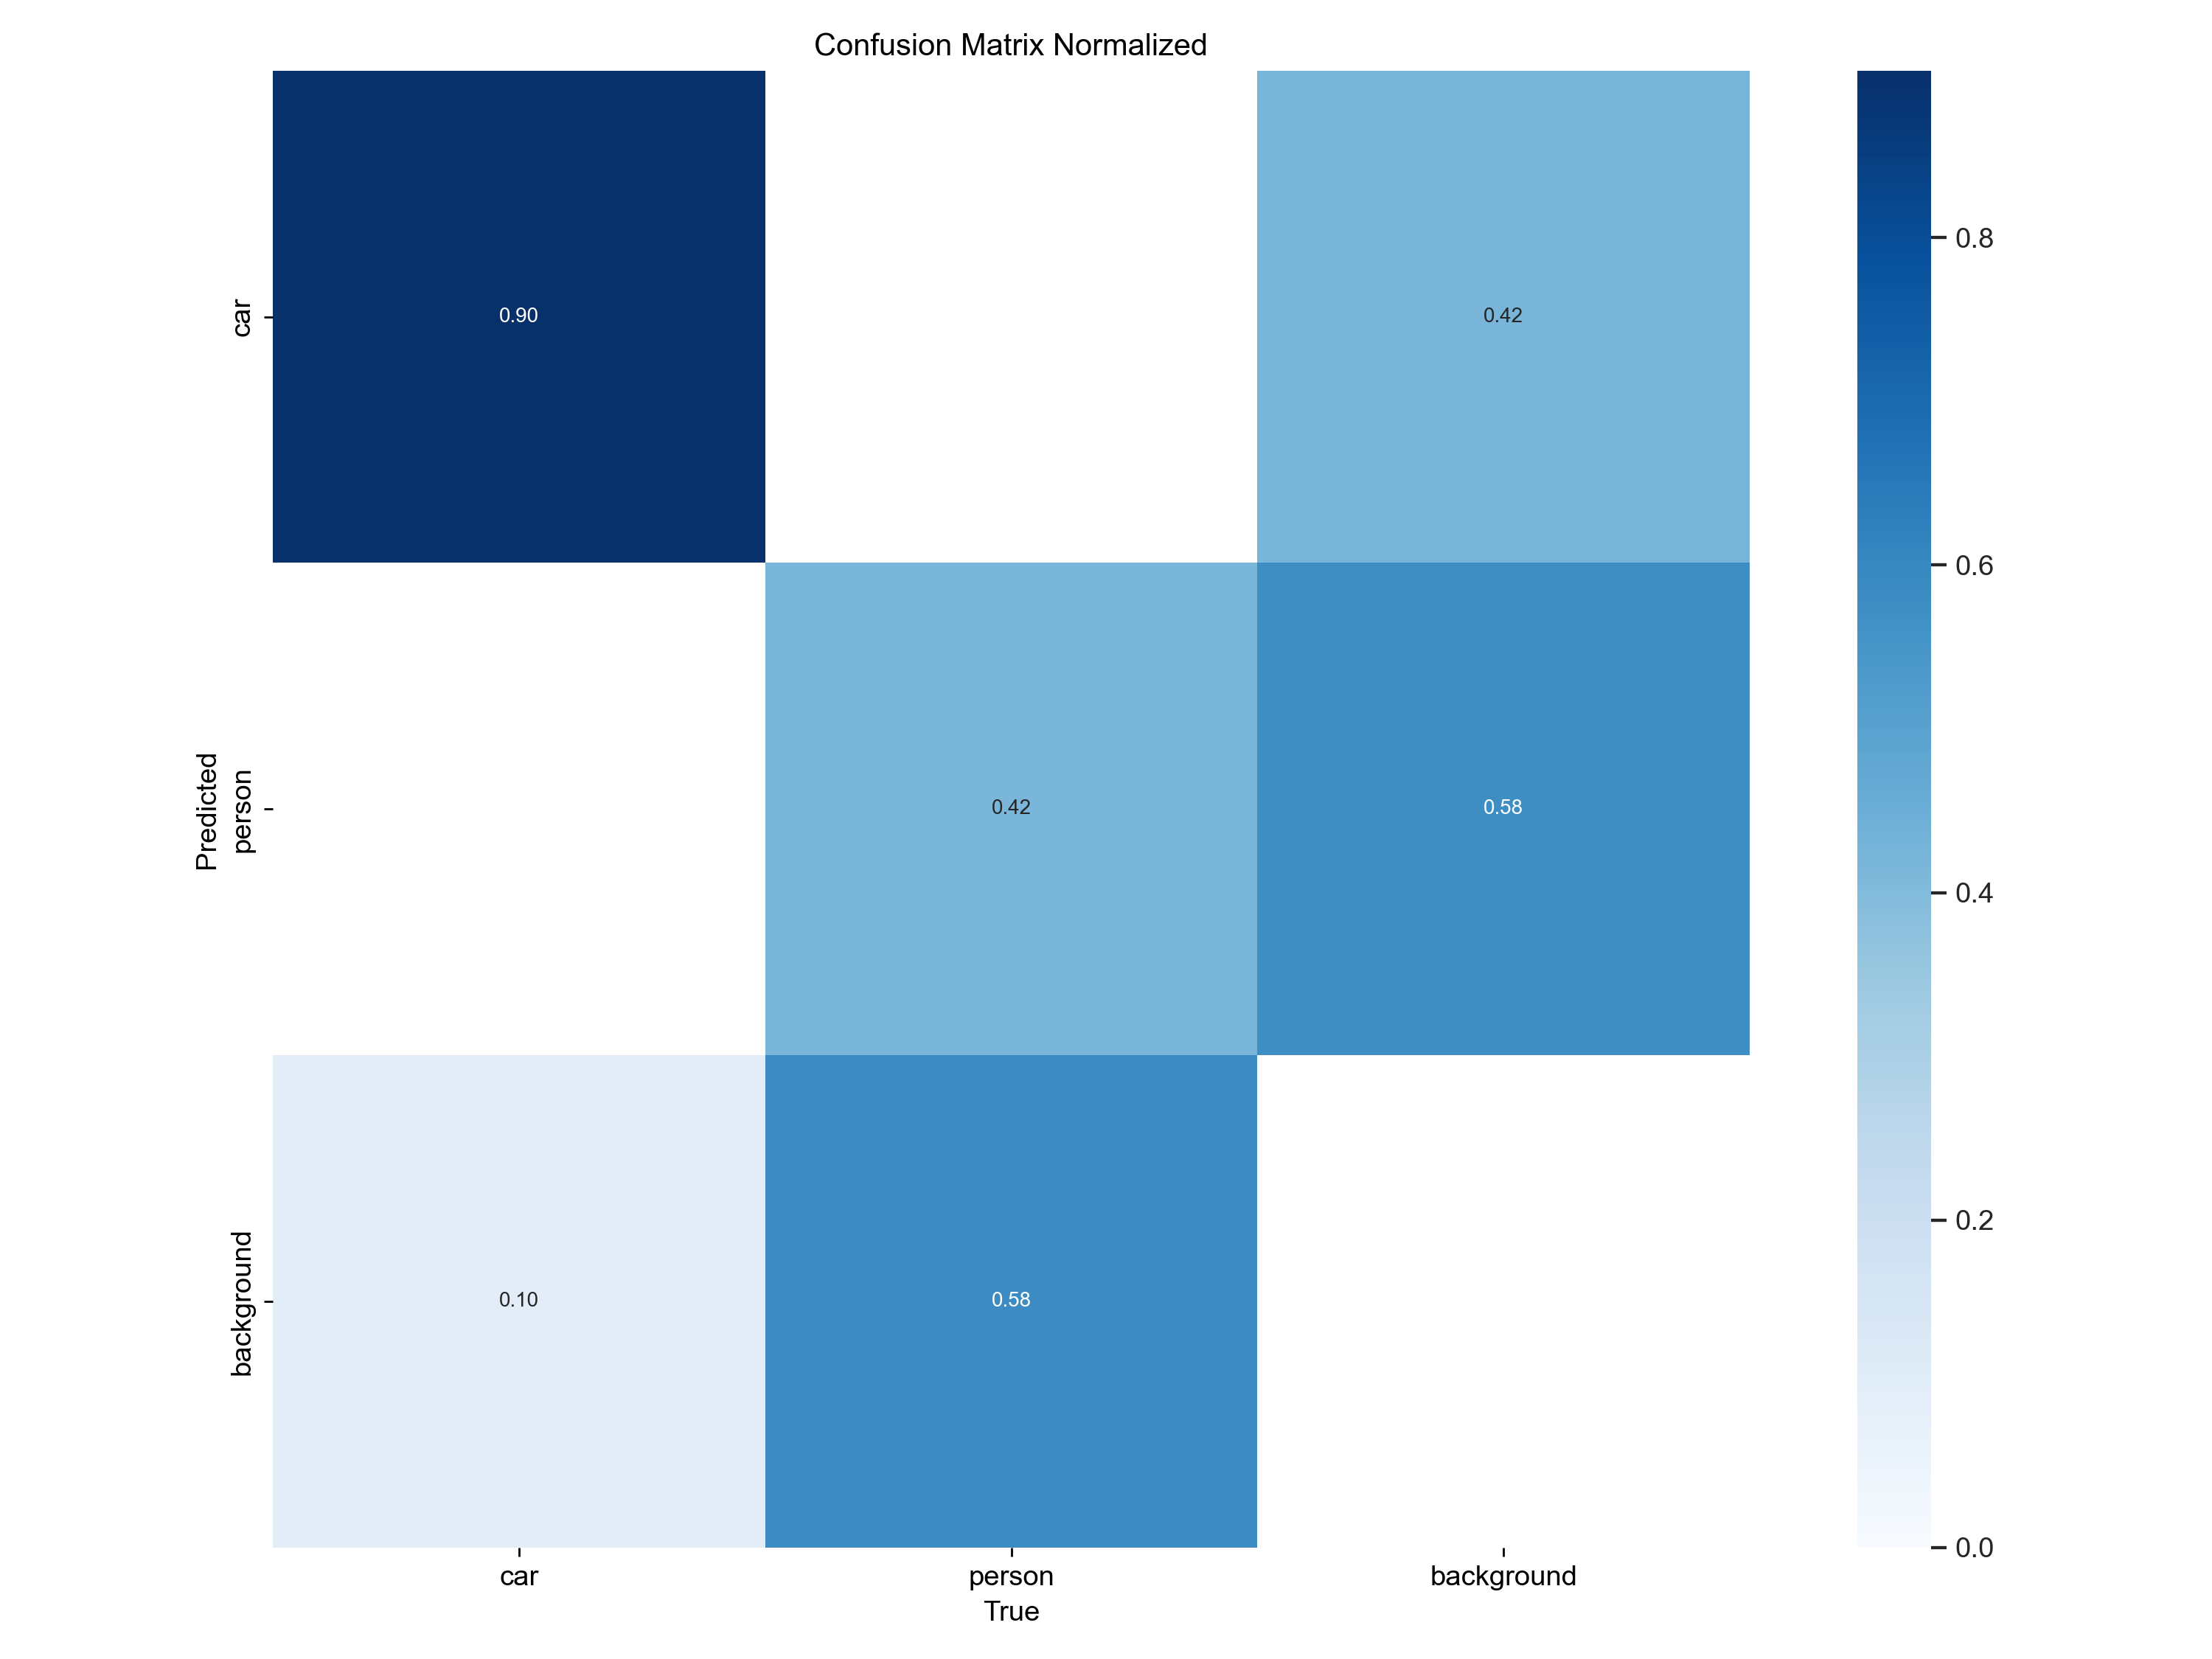 Confusion Matrix Normalized
car
0.90
0.42
0.8
0.6
Predicted
person
0.42
0.58
0.4
background
0.10
0.58
0.2
0.0
car
person
background
True